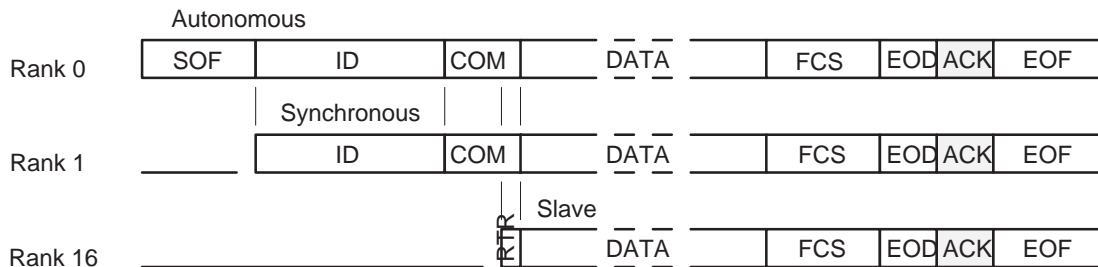 Autonomous
Rank 0 SOF ID COM DATA FCS EOD ACK EOF
Synchronous
Rank 1 ID COM DATA FCS EOD ACK EOF
Slave
Rank 16 RTR DATA FCS EOD ACK EOF